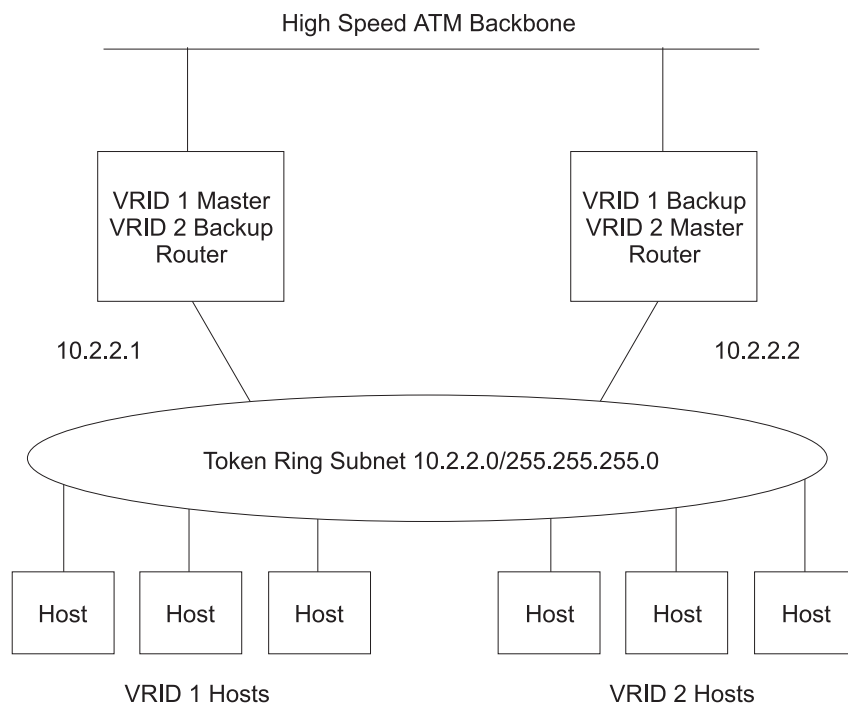 High Speed ATM Backbone
VRID 1 Master
VRID 2 Backup
Router
VRID 1 Backup
VRID 2 Master
Router
10.2.2.1
10.2.2.2
Token Ring Subnet 10.2.2.0/255.255.255.0
Host
Host
Host
Host
Host
Host
VRID 1 Hosts
VRID 2 Hosts